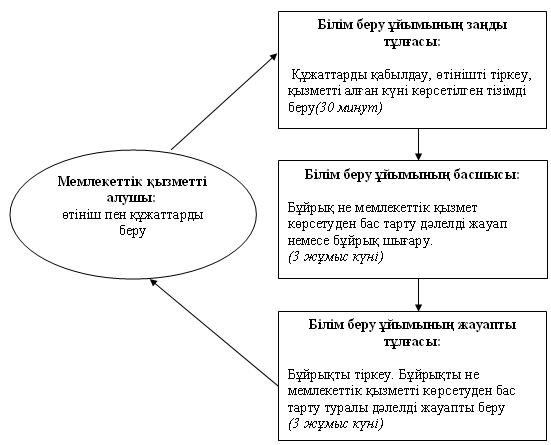 Мемлекеттік қызметті
алушы:
өтініш пен құжаттарды
беру
Білім беру ұйымының заңды
тұлғасы:
Құжаттарды қабылдау, өтінішті тіркеу,
қызметті алған күні көрсетілген тізімді
беру(30 минут)
Білім беру ұйымының басшысы:
Бұйрық не мемлекеттік қызмет
көрсетуден бас тарту дәлелді жауап
немесе бұйрық шығару.
(3 жұмыс күні)
Білім беру ұйымының жауапты
тұлғасы:
Бұйрықты тіркеу. Бұйрықты не
мемлекеттік қызметті көрсетуден бас
тарту туралы дәлелді жауапты беру
(3 жұмыс күні)